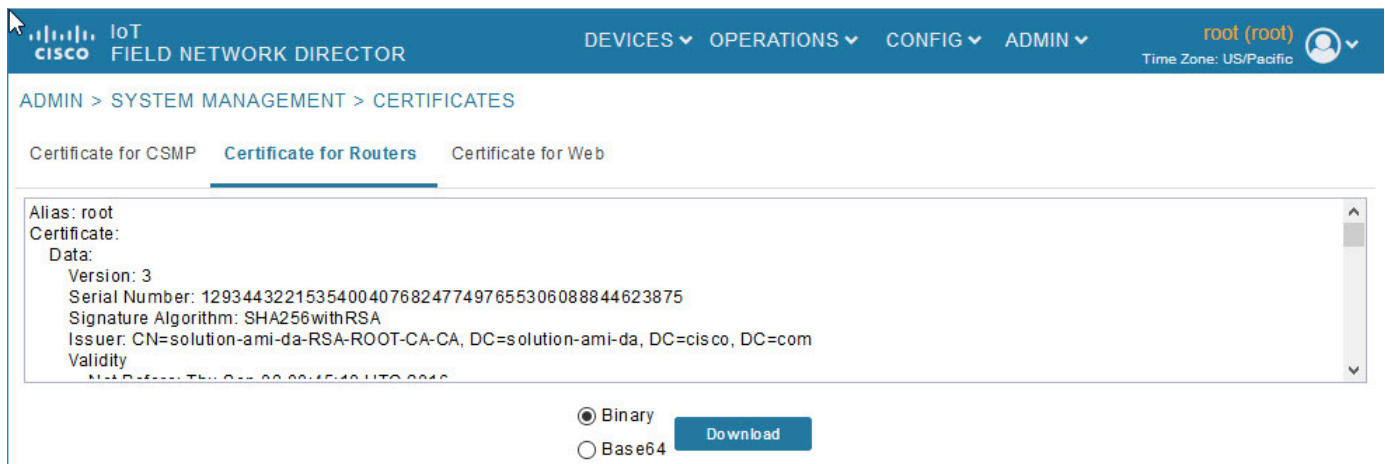 IoT
CISCO FIELD NETWORK DIRECTOR
DEVICES OPERATIONS CONFIG ADMIN
root (root)
Time Zone: US/Pacific
ADMIN > SYSTEM MANAGEMENT > CERTIFICATES
Certificate for CSMP Certificate for Routers Certificate for Web
Alias: root
Certificate:
Data:
Version: 3
Serial Number: 1293443221535400407682477497655306088844623875
Signature Algorithm: SHA256withRSA
Issuer: CN=solution-ami-da-RSA-ROOT-CA-CA, DC=solution-ami-da, DC=cisco, DC=com
Validity
Binary
Download
Base64